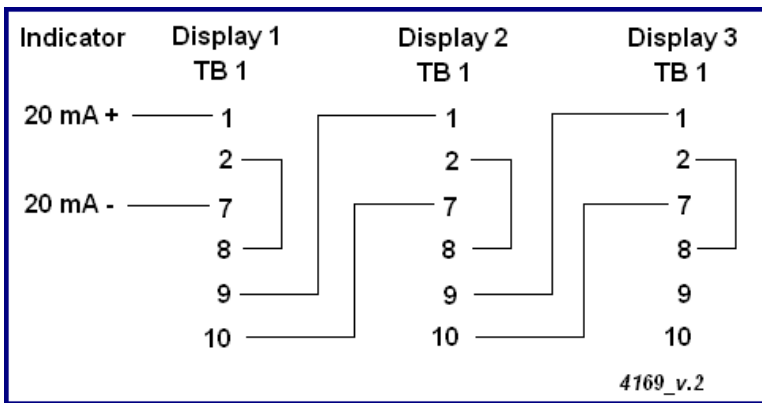 Indicator Display 1 Display 2 Display 3
TB 1 TB 1 TB 1
20 mA + 1 1 1
2 2 2
20 mA - 7 7 7
8 8 8
9 9 9
10 10 10
4169_v.2